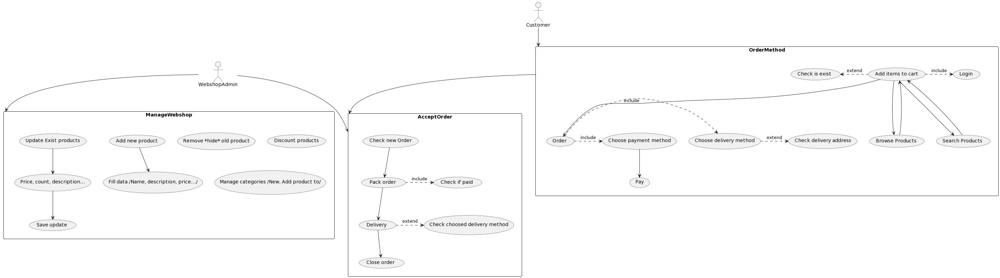 Customer
OrderMethod
Check is exist
extend
Add items to cart
include
Login
WebshopAdmin
include
ManageWebshop
AcceptOrder
Update Exist products
Add new product
Remove *hide* old product
Discount products
Check new Order
Order
include
Choose payment method
Choose delivery method
extend
Check delivery address
Browse Products
Search Products
Price, count, description...
Fill data /Name, description, price.../
Manage categories /New, Add product to/
Pack order
include
Check if paid
Pay
Save update
Delivery
extend
Check choosed delivery method
Close order